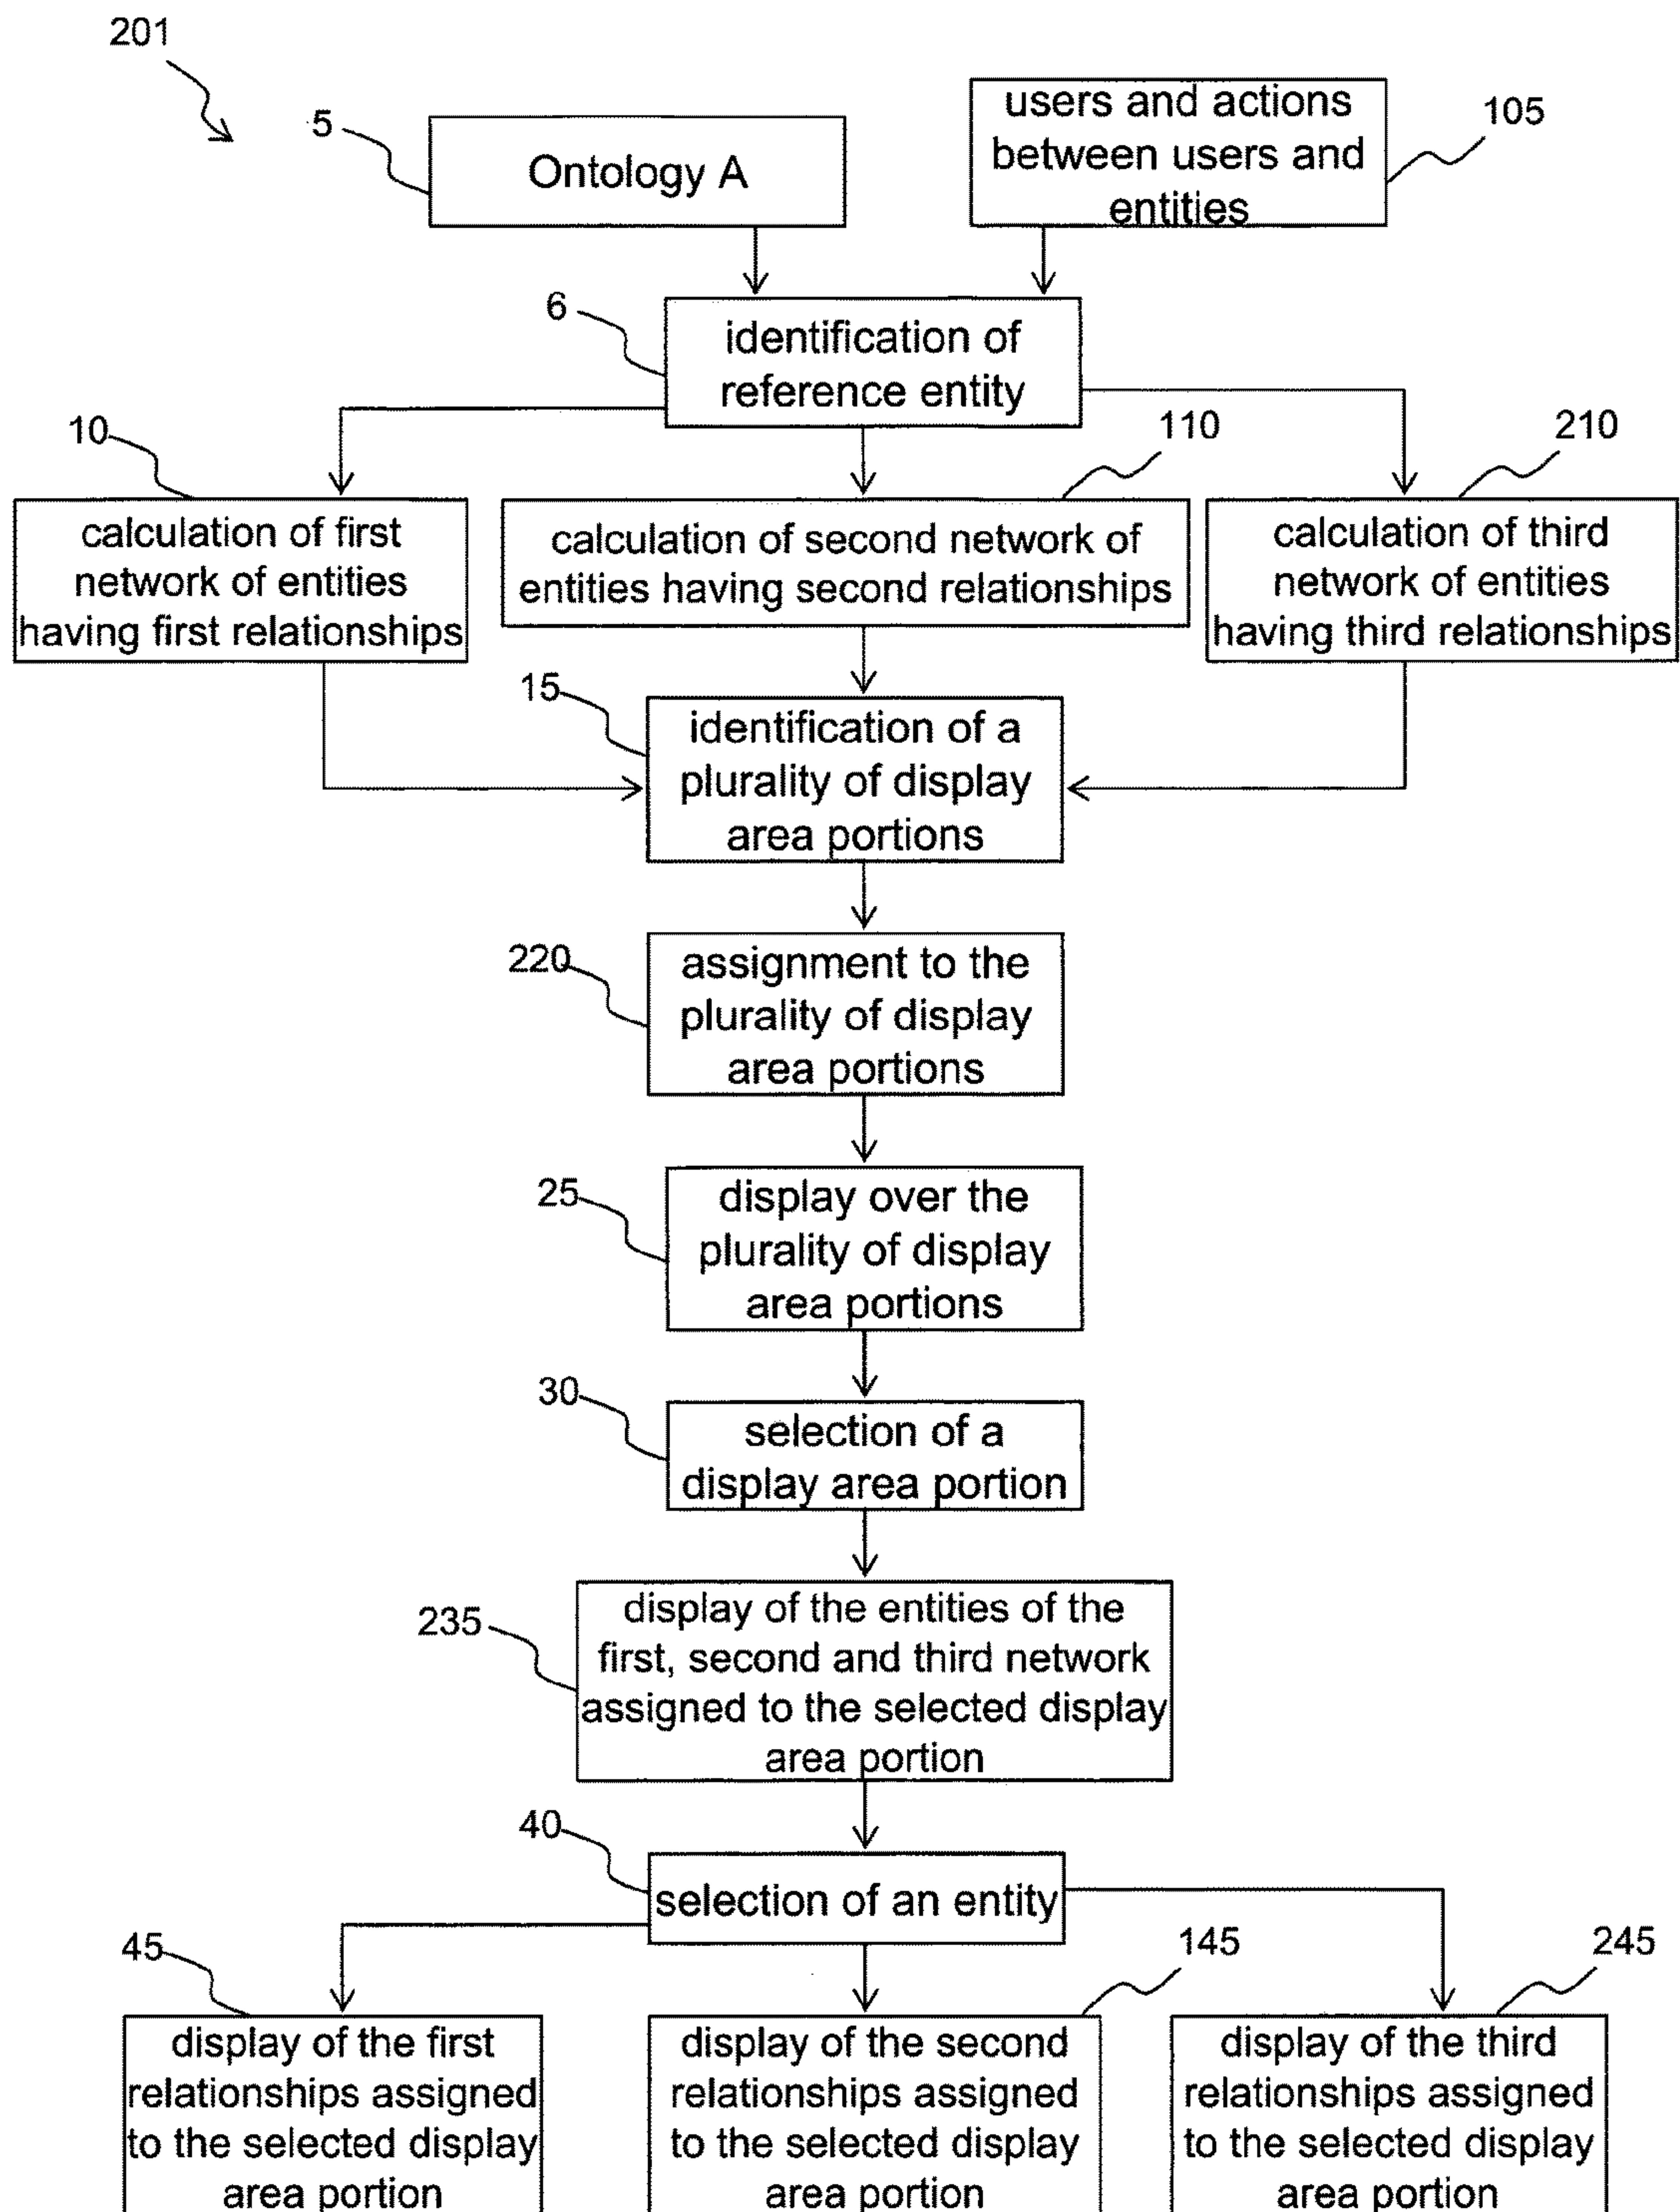 201
5
Ontology A
users and actions
between users and
entities
105
6
identification of
reference entity
10
110
210
calculation of first
network of entities
having first relationships
calculation of second network of
entities having second relationships
calculation of third
network of entities
having third relationships
15
identification of a
plurality of display
area portions
220
assignment to the
plurality of display
area portions
25
display over the
plurality of display
area portions
30
selection of a
display area portion
235
display of the entities of the
first, second and third network
assigned to the selected display
area portion
40
selection of an entity
45
145
245
display of the first
relationships assigned
to the selected display
area portion
display of the second
relationships assigned
to the selected display
area portion
display of the third
relationships assigned
to the selected display
area portion